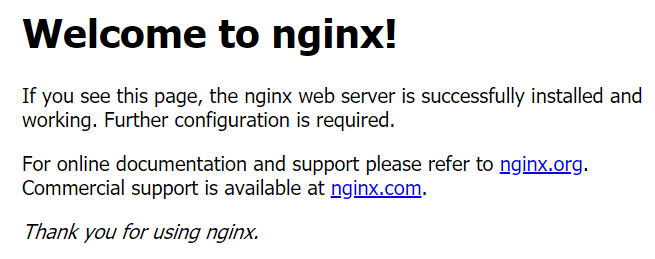 Welcome to nginx!
If you see this page, the nginx web server is successfully installed and
working. Further configuration is required.
For online documentation and support please refer to nginx.org.
Commercial support is available at nginx.com.
Thank you for using nginx.